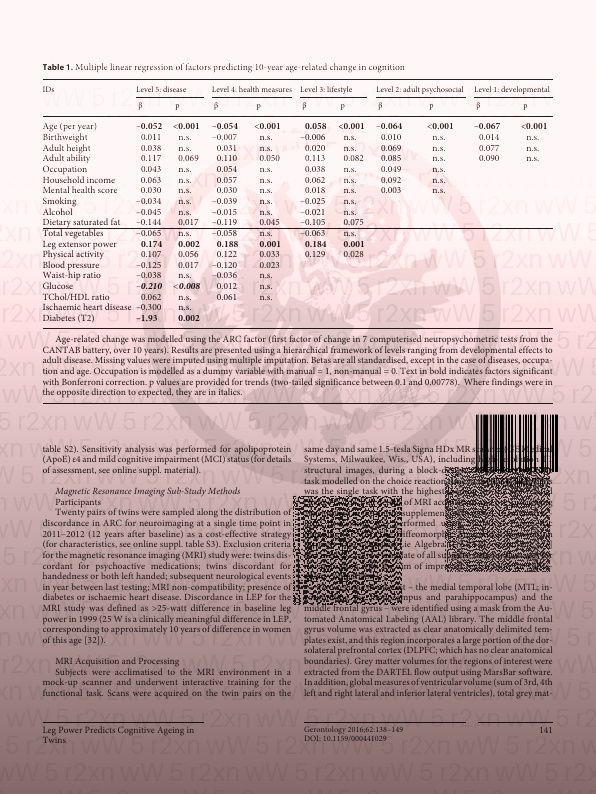 Table 1. Multiple linear regression of factors predicting 10-year age-related change in cognition
IDs Level 5: disease Level 4: health measures Level 3: lifestyle Level 2: adult psychosocial Level 1: developmental
β p β p β p β p β p
Age (per year) –0.052 <0.001 –0.054 <0.001 0.058 <0.001 –0.064 <0.001 –0.067 <0.001
Birthweight 0.011 n.s. –0.007 n.s. –0.006 n.s. 0.010 n.s. 0.014 n.s.
Adult height 0.038 n.s. 0.031 n.s. 0.020 n.s. 0.069 n.s. 0.077 n.s.
Adult ability 0.117 0.069 0.110 0.050 0.113 0.082 0.085 n.s. 0.090 n.s.
Occupation 0.043 n.s. 0.054 n.s. 0.038 n.s. 0.049 n.s.
Household income 0.063 n.s. 0.057 n.s. 0.062 n.s. 0.092 n.s.
Mental health score 0.030 n.s. 0.030 n.s. 0.018 n.s. 0.003 n.s.
Smoking –0.034 n.s. –0.039 n.s. –0.025 n.s.
Alcohol –0.045 n.s. –0.015 n.s. –0.021 n.s.
Dietary saturated fat –0.144 0.017 –0.119 0.045 –0.105 0.075
Total vegetables –0.065 n.s. –0.058 n.s. –0.063 n.s.
Leg extensor power 0.174 0.002 0.188 0.001 0.184 0.001
Physical activity 0.107 0.056 0.122 0.033 0.129 0.028
Blood pressure –0.125 0.017 –0.120 0.023
Waist-hip ratio –0.038 n.s. –0.036 n.s.
Glucose –0.210 <0.008 0.012 n.s.
TChol/HDL ratio 0.062 n.s. 0.061 n.s.
Ischaemic heart disease –0.300 n.s.
Diabetes (T2) –1.93 0.002
Age-related change was modelled using the ARC factor (first factor of change in 7 computerised neuropsychometric tests from the
CANTAB battery, over 10 years). Results are presented using a hierarchical framework of levels ranging from developmental effects to
adult disease. Missing values were imputed using multiple imputation. Betas are all standardised, except in the case of diseases, occupa-
tion and age. Occupation is modelled as a dummy variable with manual = 1, non-manual = 0. Text in bold indicates factors significant
with Bonferroni correction. p values are provided for trends (two-tailed significance between 0.1 and 0.00778). Where findings were in
the opposite direction to expected, they are in italics.
table S2). Sensitivity analysis was performed for apolipoprotein
(ApoE) ε4 and mild cognitive impairment (MCI) status (for details
of assessment, see online suppl. material).
Magnetic Resonance Imaging Sub-Study Methods
Participants
Twenty pairs of twins were sampled along the distribution of
discordance in ARC for neuroimaging at a single time point in
2011–2012 (12 years after baseline) as a cost-effective strategy
(for characteristics, see online suppl. table S3). Exclusion criteria
for the magnetic resonance imaging (MRI) study were: twins dis-
cordant for psychoactive medications; twins discordant for
handedness or both left handed; subsequent neurological events
in year between last testing; MRI non-compatibility; presence of
diabetes or ischaemic heart disease. Discordance in LEP for the
MRI study was defined as >25-watt difference in baseline leg
power in 1999 (25 W is a clinically meaningful difference in LEP,
corresponding to approximately 10 years of difference in women
of this age [32]).
MRI Acquisition and Processing
Subjects were acclimatised to the MRI environment in a
mock-up scanner and underwent interactive training for the
functional task. Scans were acquired on the twin pairs on the
same day and same 1.5-tesla Signa HDx MR
Systems, Milwaukee, Wis., USA), including
structural images, during a
task modelled on the choice reaction
was the single task with the highest
of MRI
formed
ie
ate of all
m of
– the medial temporal lobe (MTL; in-
pus and parahippocampus) and the
middle frontal gyrus – were identified using a mask from the Au-
tomated Anatomical Labeling (AAL) library. The middle frontal
gyrus volume was extracted as clear anatomically delimited tem-
plates exist, and this region incorporates a large portion of the dor-
solateral prefrontal cortex (DLPFC; which has no clear anatomical
boundaries). Grey matter volumes for the regions of interest were
extracted from the DARTEL flow output using MarsBar software.
In addition, global measures of ventricular volume (sum of 3rd, 4th
left and right lateral and inferior lateral ventricles), total grey mat-
Leg Power Predicts Cognitive Ageing in
Twins
Gerontology 2016;62:138–149
DOI: 10.1159/000441029
141